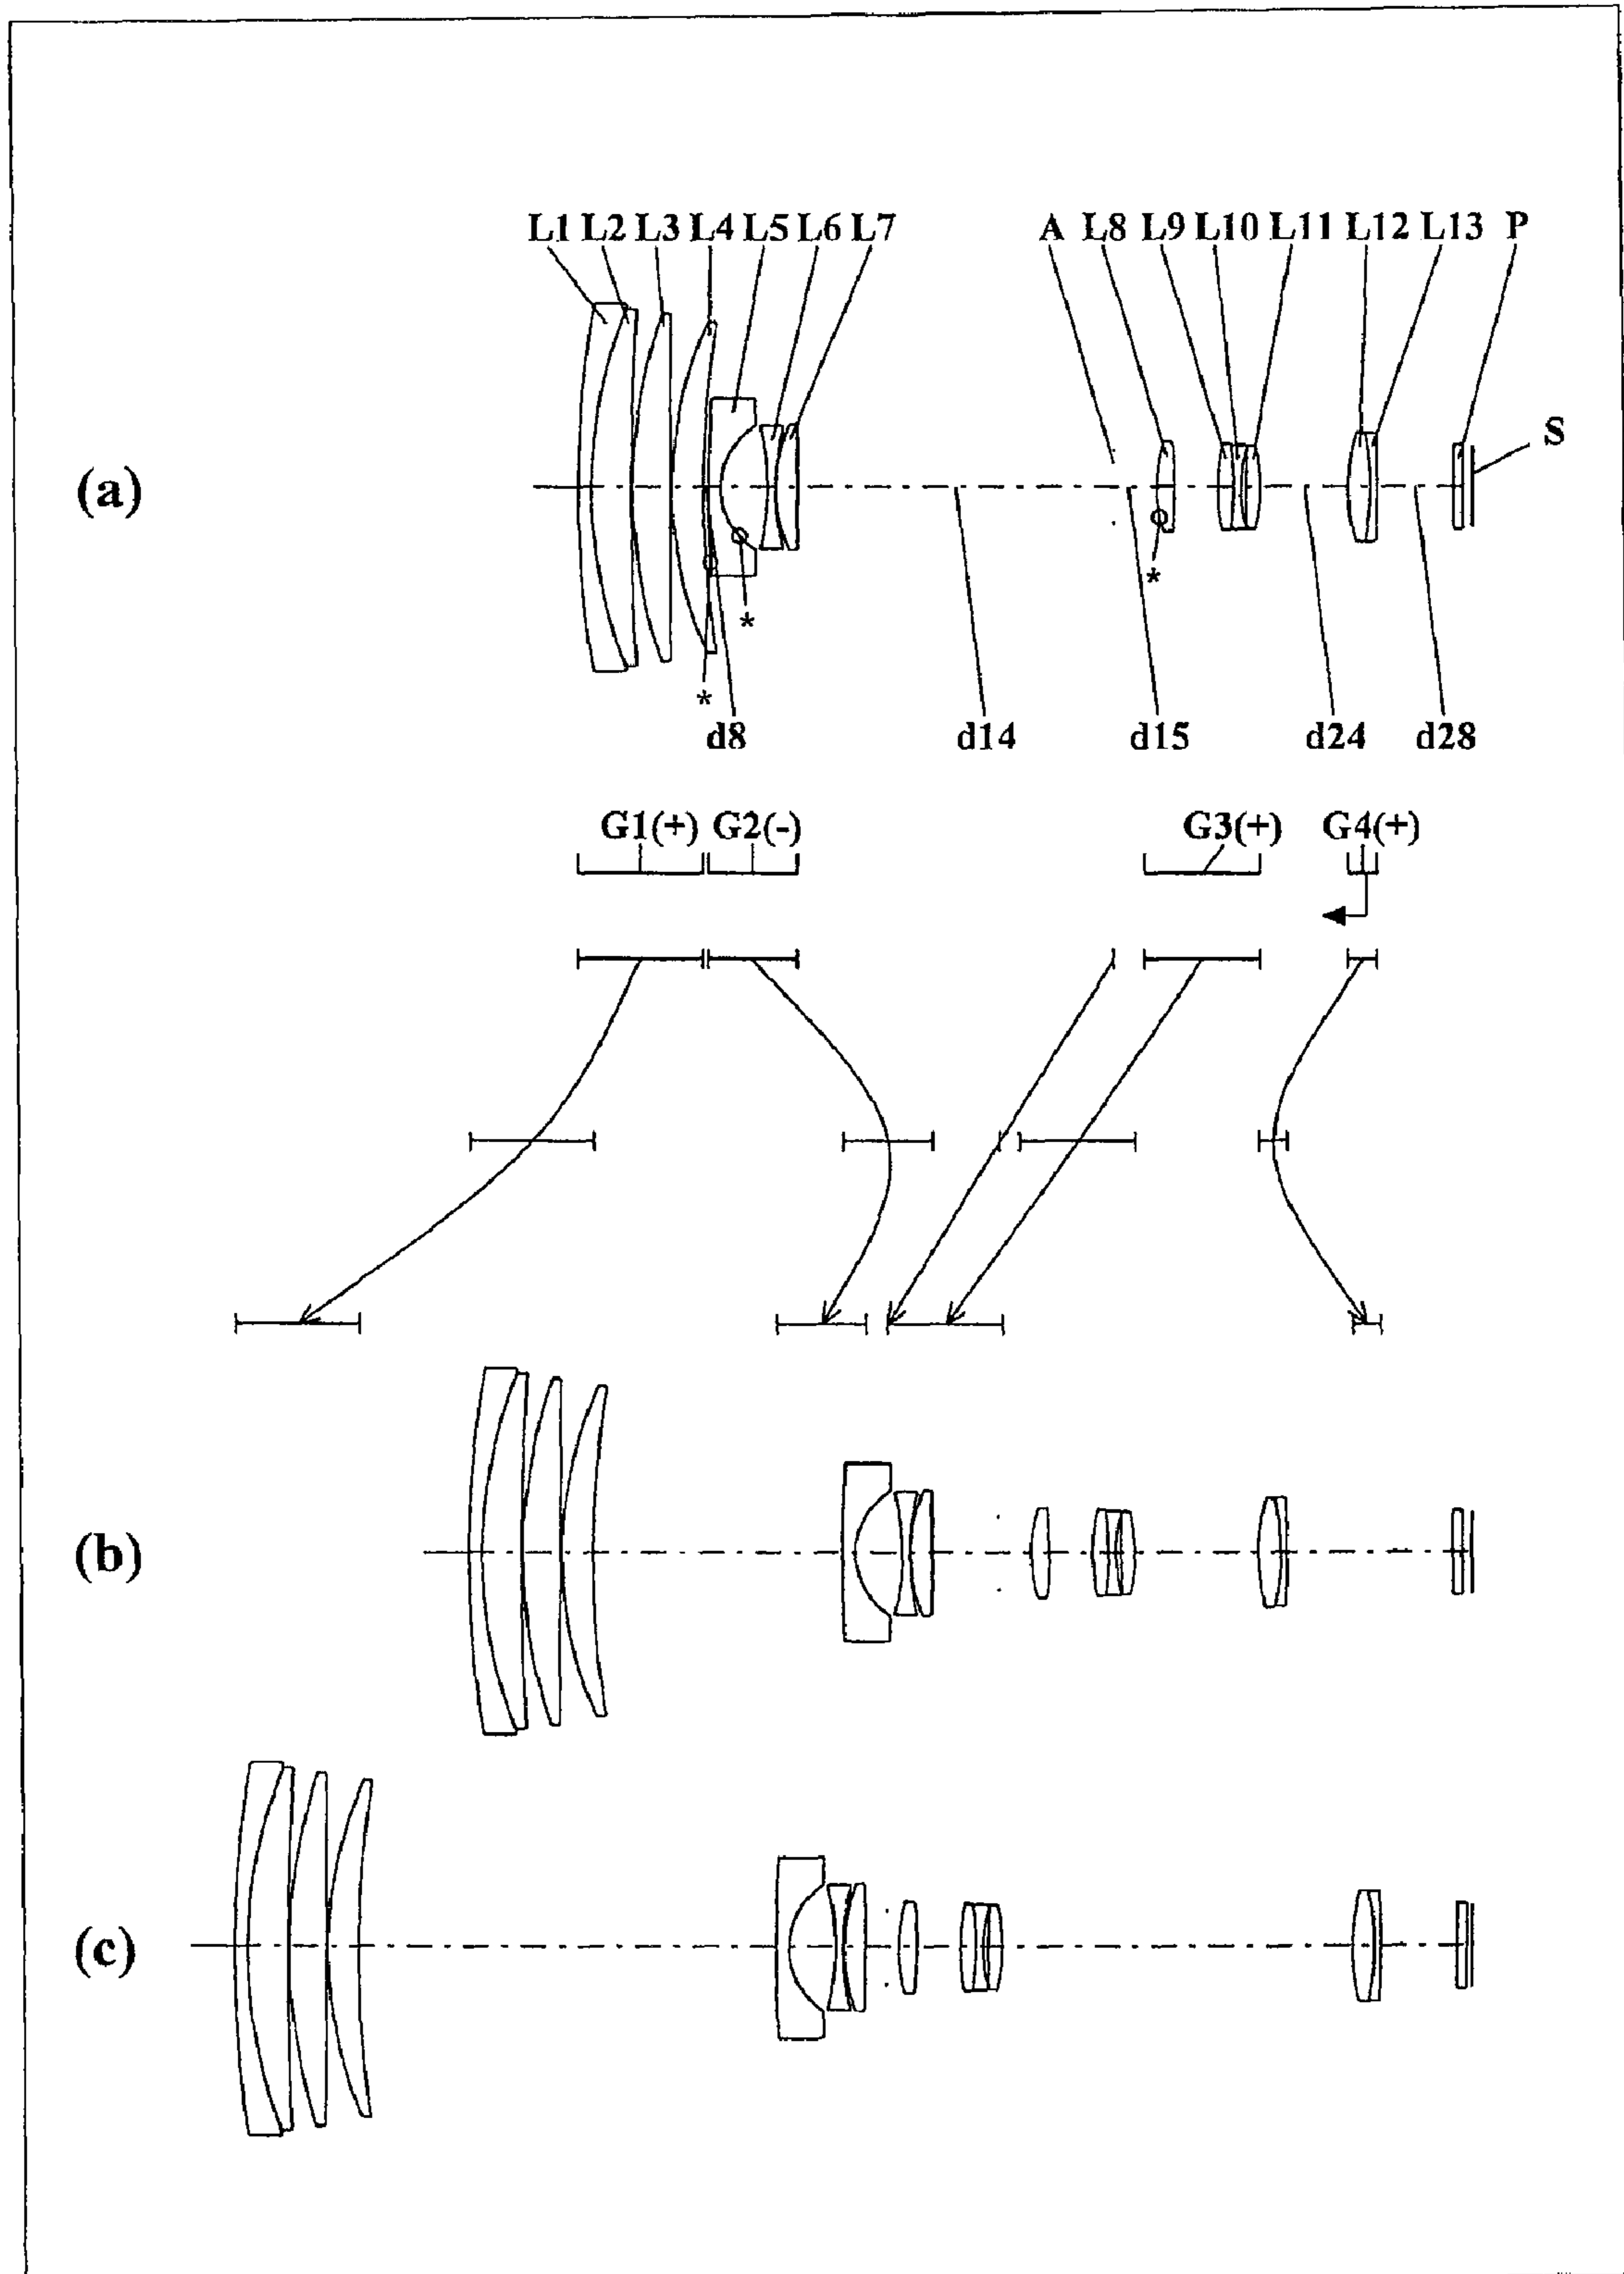 L1 L2 L3 L4 L5 L6 L7 A L8 L9 L10 L11 L12 L13 P
S
(a)
*
*
*
d8 d14 d15 d24 d28
G1(+) G2(-) G3(+) G4(+)
(b)
(c)